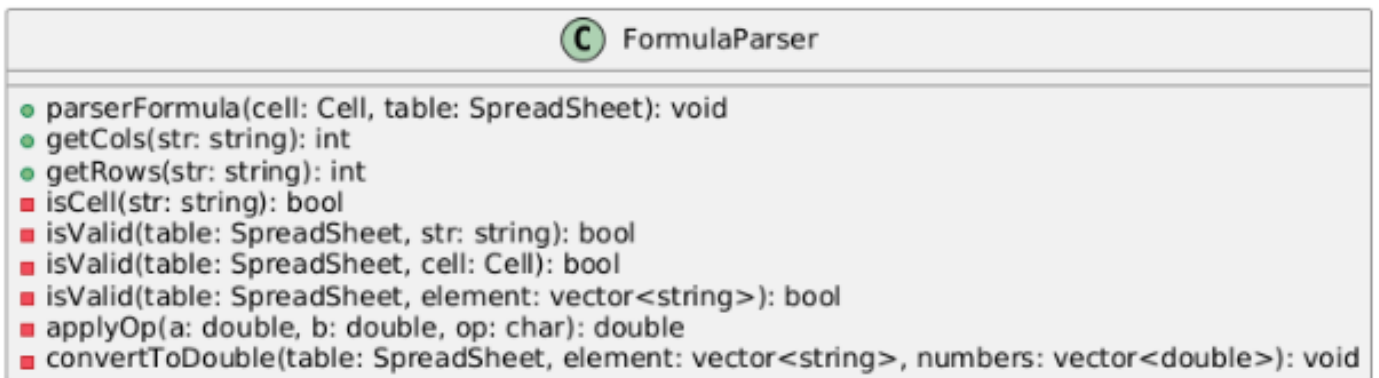 C FormulaParser
parserFormula(cell: Cell, table: SpreadSheet): void
getCols(str: string): int
getRows(str: string): int
isCell(str: string): bool
isValid(table: SpreadSheet, str: string): bool
isValid(table: SpreadSheet, cell: Cell): bool
isValid(table: SpreadSheet, element: vector<string>): bool
applyOp(a: double, b: double, op: char): double
convertToDouble(table: SpreadSheet, element: vector<string>, numbers: vector<double>): void